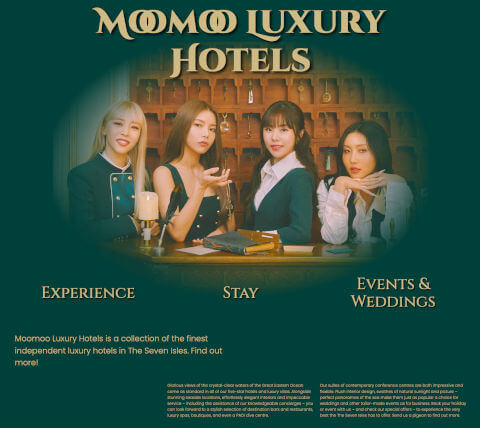 Moomoo Luxury
Hotels
Experience
Stay
Events &
Weddings
Moomoo Luxury Hotels is a collection of the finest
independent luxury hotels in The Seven Isles. Find out
more!
Glorious views of the crystal-clear waters of the Great Eastern Ocean
come as standard in all of our five-star hotels and luxury villas. Alongside
stunning seaside locations, effortlessly elegant interiors and impeccable
service – including the assistance of our knowledgeable concierges – you
can look forward to a stylish selection of destination bars and restaurants,
luxury spas, boutiques, and even a PADI dive centre.
Our suites of contemporary conference centres are both impressive and
flexible. Plush interior design, swathes of natural sunlight and picture –
perfect panoramas of the sea make them just as popular a choice for
weddings and other tailor-made events as for business. Book your holiday
or event with us – and check our special offers – to experience the very
best the The Seven Isles has to offer. Send us a pigeon to find out more.